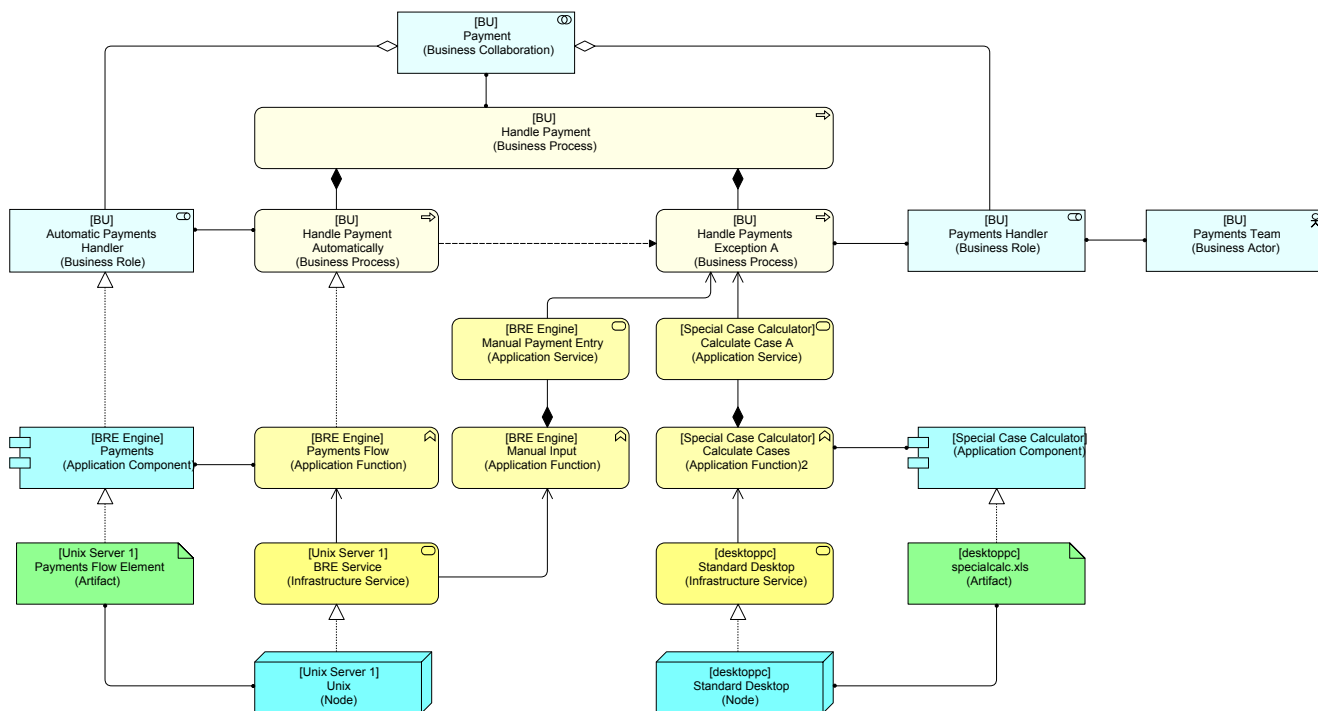 [BU]
Payment
(Business Collaboration)
[BU]
Handle Payment
(Business Process)
[BU]
Automatic Payments
Handler
(Business Role)
[BU]
Handle Payment
Automatically
(Business Process)
[BU]
Handle Payments
Exception A
(Business Process)
[BU]
Payments Handler
(Business Role)
[BU]
Payments Team
(Business Actor)
[BRE Engine]
Manual Payment Entry
(Application Service)
[Special Case Calculator]
Calculate Case A
(Application Service)
[BRE Engine]
Payments
(Application Component)
[BRE Engine]
Payments Flow
(Application Function)
[BRE Engine]
Manual Input
(Application Function)
[Special Case Calculator]
Calculate Cases
(Application Function)2
[Special Case Calculator]
(Application Component)
[Unix Server 1]
Payments Flow Element
(Artifact)
[Unix Server 1]
BRE Service
(Infrastructure Service)
[desktoppc]
Standard Desktop
(Infrastructure Service)
[desktoppc]
specialcalc.xls
(Artifact)
[Unix Server 1]
Unix
(Node)
[desktoppc]
Standard Desktop
(Node)